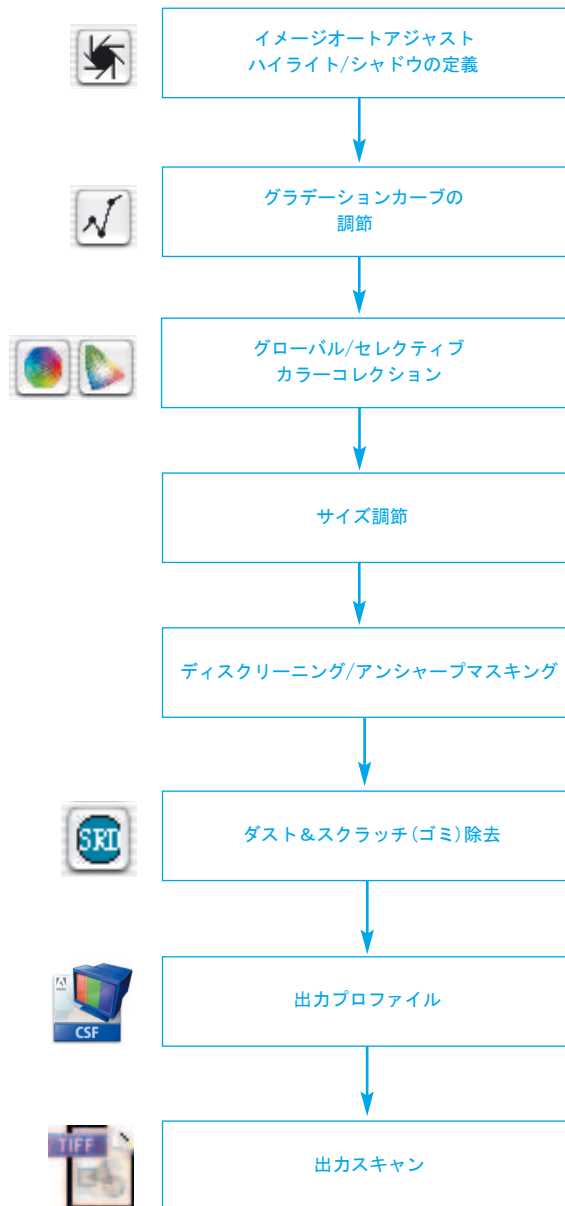 イメージオートアジャスト
ハイライト/シャドウの定義
グラデーションカーブの
調節
グローバル/セレクティブ
カラーコレクション
サイズ調節
ディスクリーニング/アンシャープマスキング
SRD
ダスト&スクラッチ(ゴミ)除去
Adobe
CSF
出力プロファイル
TIFF
出力スキャン